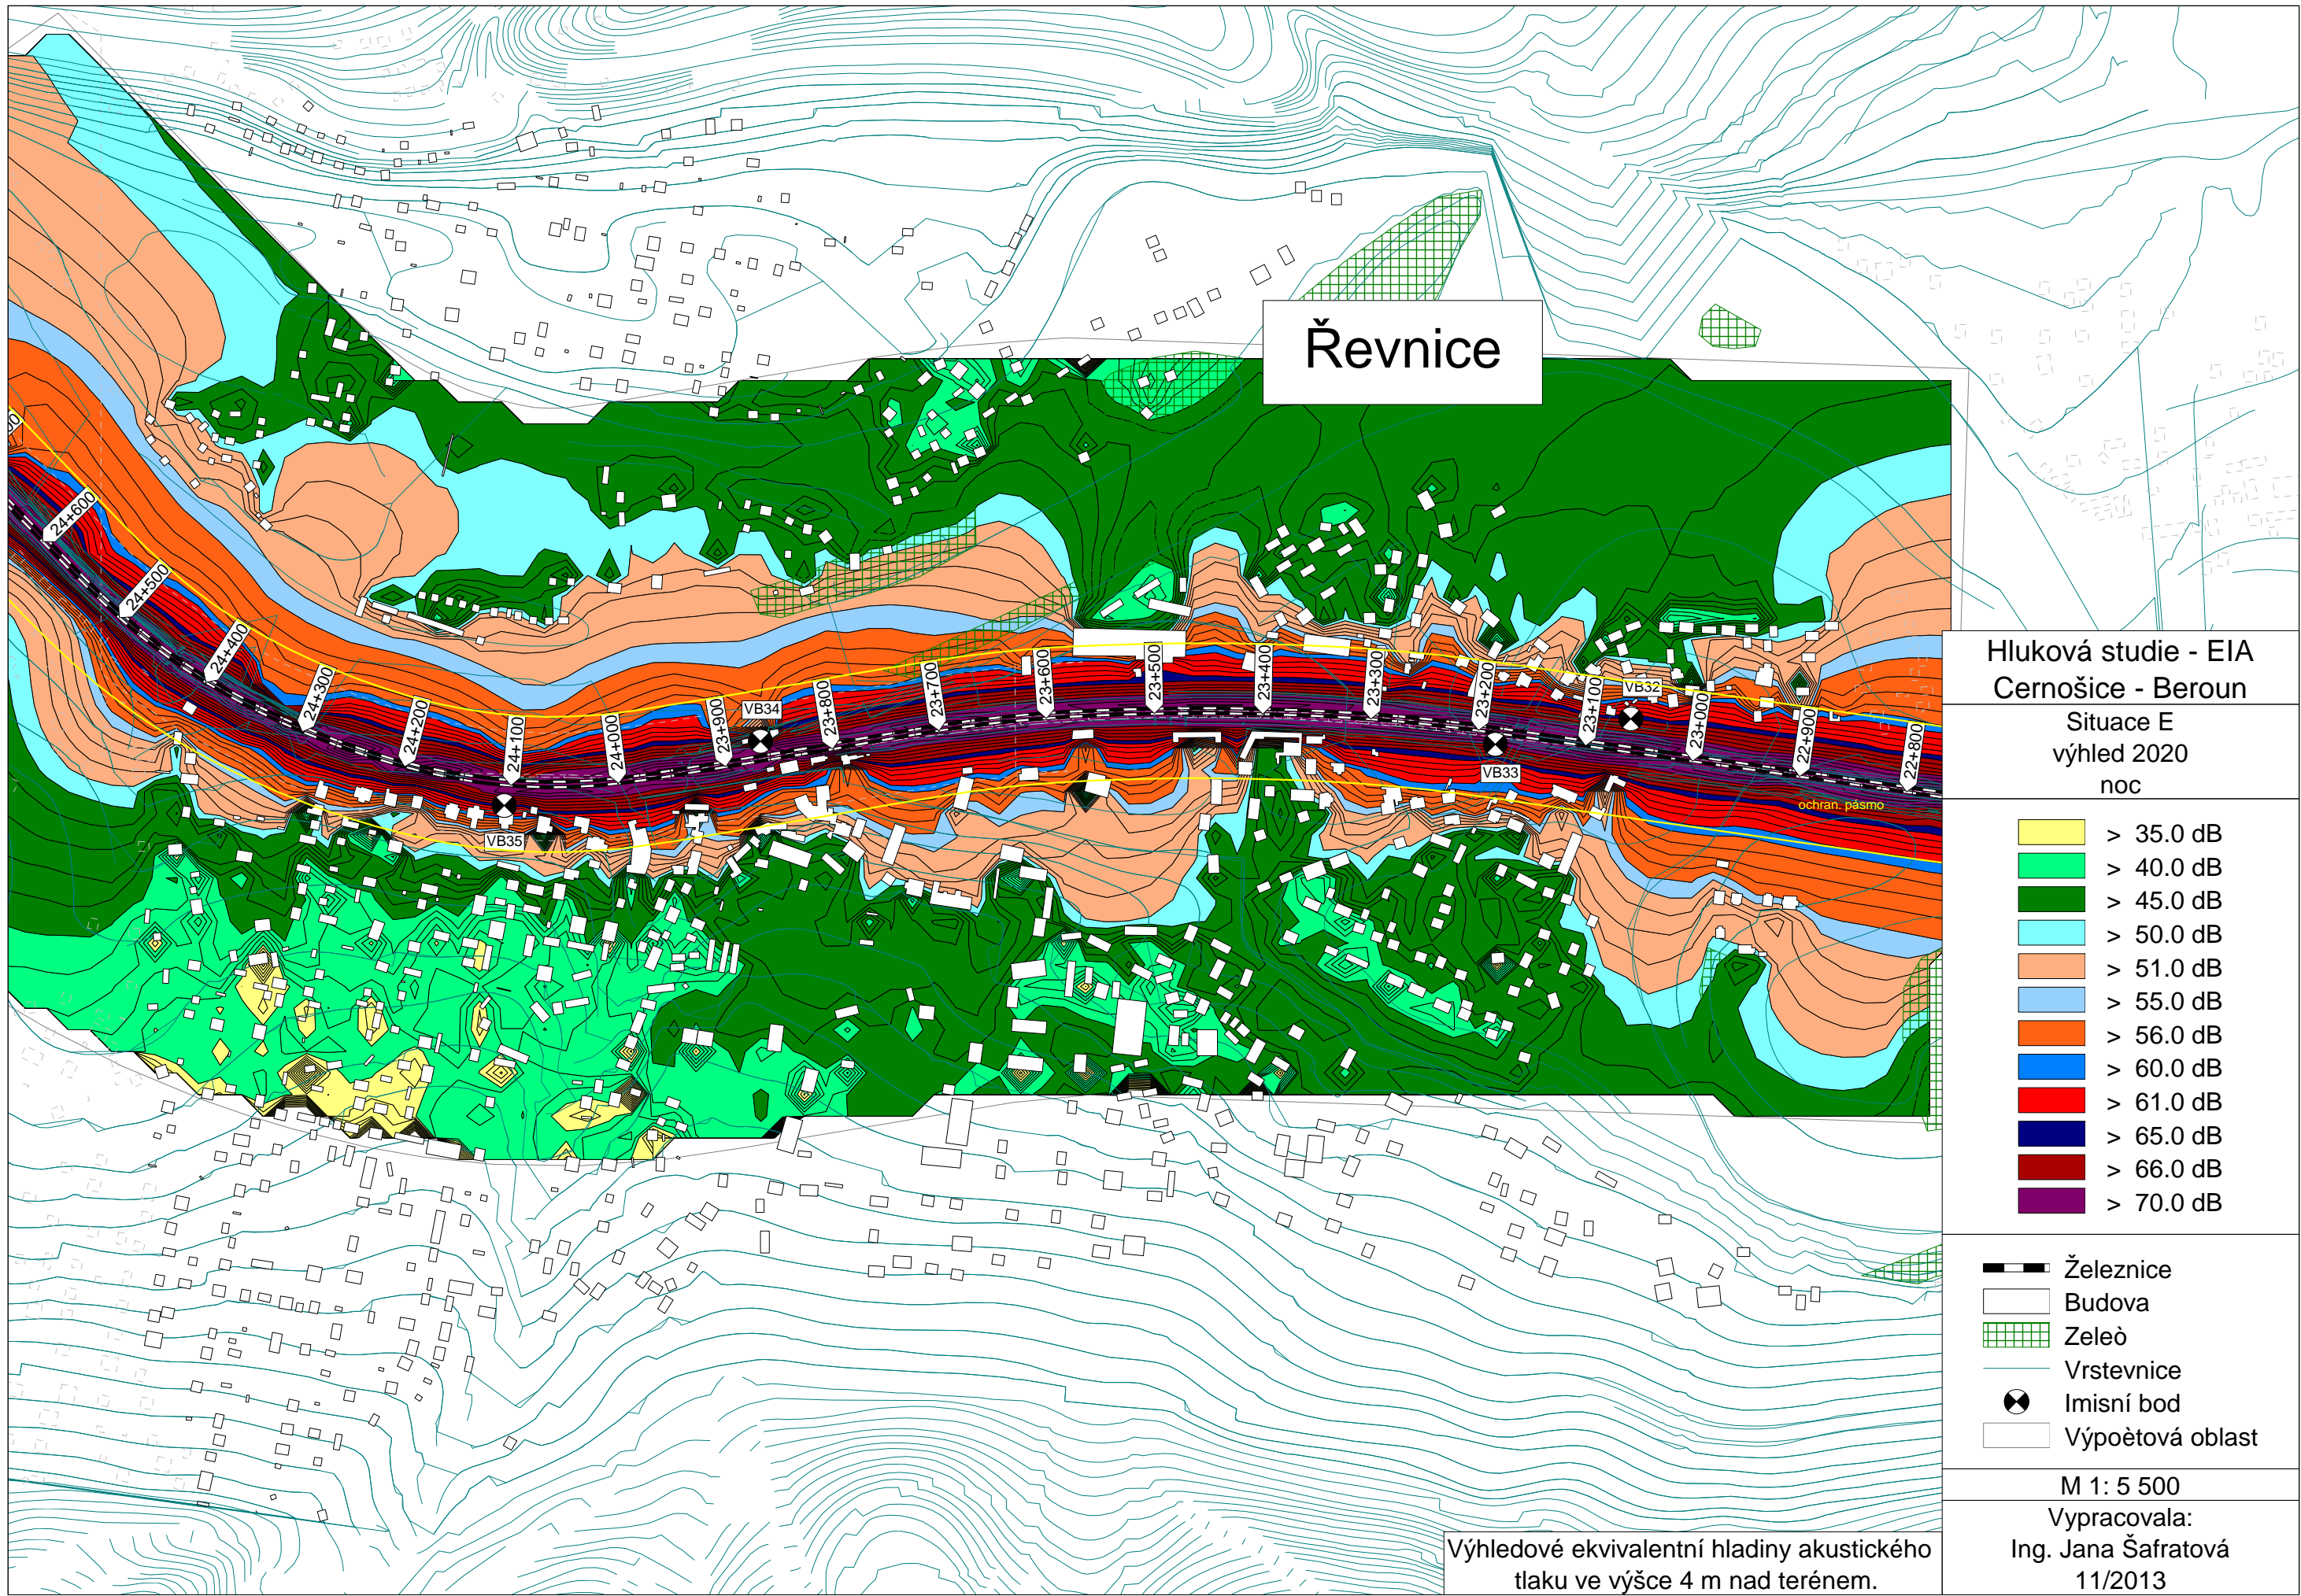 Řevnice
24+600
24+500
24+400
24+300
24+200
24+100
24+000
23+900
23+800
23+700
23+600
23+500
23+400
23+300
23+200
23+100
23+000
22+900
22+800
VB34
VB32
VB33
VB35
ochran. pásmo
Hluková studie - EIA
Cernošice - Beroun
Situace E
výhled 2020
noc
> 35.0 dB
> 40.0 dB
> 45.0 dB
> 50.0 dB
> 51.0 dB
> 55.0 dB
> 56.0 dB
> 60.0 dB
> 61.0 dB
> 65.0 dB
> 66.0 dB
> 70.0 dB
Železnice
Budova
Zeleò
Vrstevnice
Imisní bod
Výpoètová oblast
M 1: 5 500
Vypracovala:
Ing. Jana Šafratová
11/2013
Výhledové ekvivalentní hladiny akustického
tlaku ve výšce 4 m nad terénem.